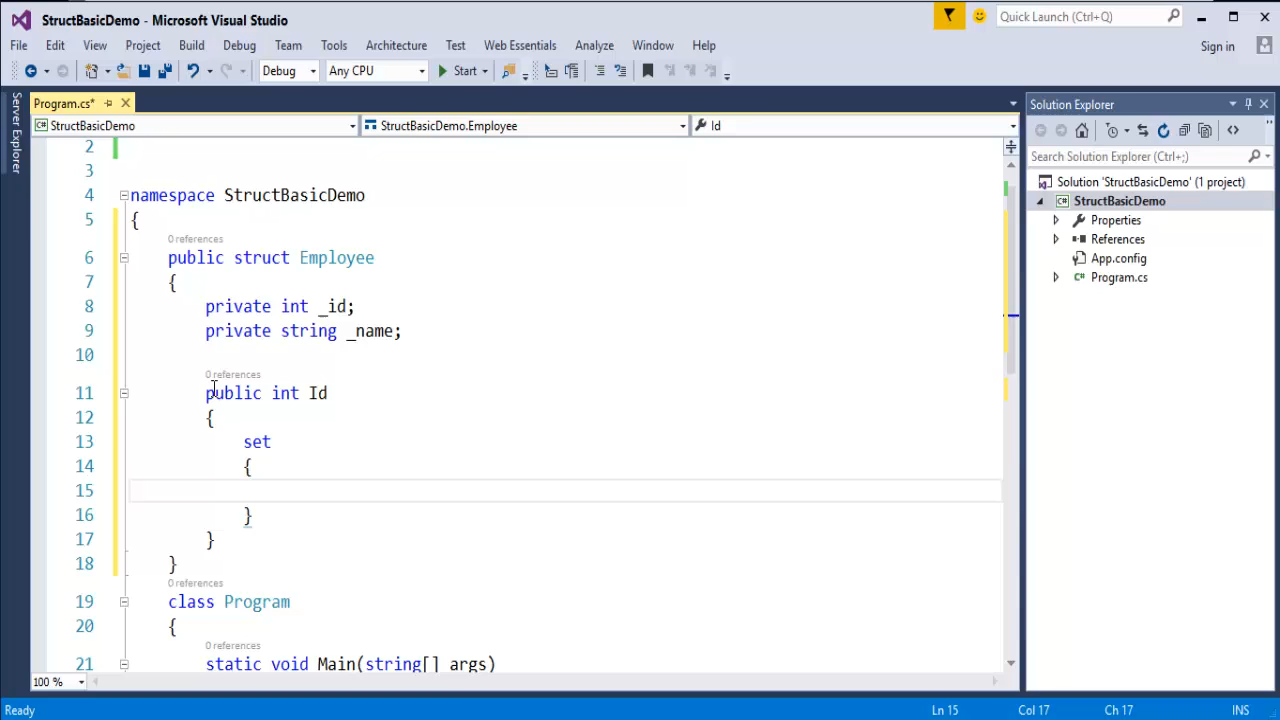 StructBasicDemo - Microsoft Visual Studio
Quick Launch (Ctrl+Q)
File Edit View Project Build Debug Team Tools Architecture Test Web Essentials Analyze Window Help
Sign in
Debug Any CPU Start
Server Explorer
Program.cs*
StructBasicDemo StructBasicDemo.Employee Id
2
3
4 namespace StructBasicDemo
5 {
0 references
6 public struct Employee
7 {
8 private int _id;
9 private string _name;
10
0 references
11 public int Id
12 {
13 set
14 {
15
16 }
17 }
18 }
0 references
19 class Program
20 {
0 references
21 static void Main(string[] args)
100 %
Solution Explorer
Search Solution Explorer (Ctrl+;)
Solution 'StructBasicDemo' (1 project)
StructBasicDemo
Properties
References
App.config
Program.cs
Ready Ln 15 Col 17 Ch 17 INS